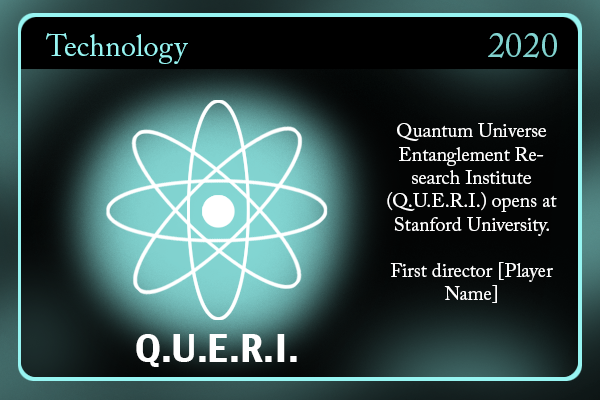 Technology
2020
Quantum Universe
Entanglement Re-
search Institute
(Q.U.E.R.I.) opens at
Stanford University.
First director [Player
Name]
Q.U.E.R.I.